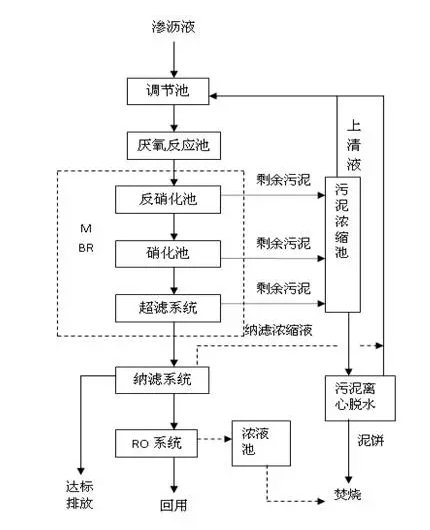 渗沥液
调节池
上清液
厌氧反应池
M
BR
反硝化池
剩余污泥
污泥浓缩池
硝化池
剩余污泥
超滤系统
剩余污泥
纳滤浓缩液
纳滤系统
污泥离
心脱水
RO 系统
浓液
池
泥饼
达标
排放
回用
焚烧